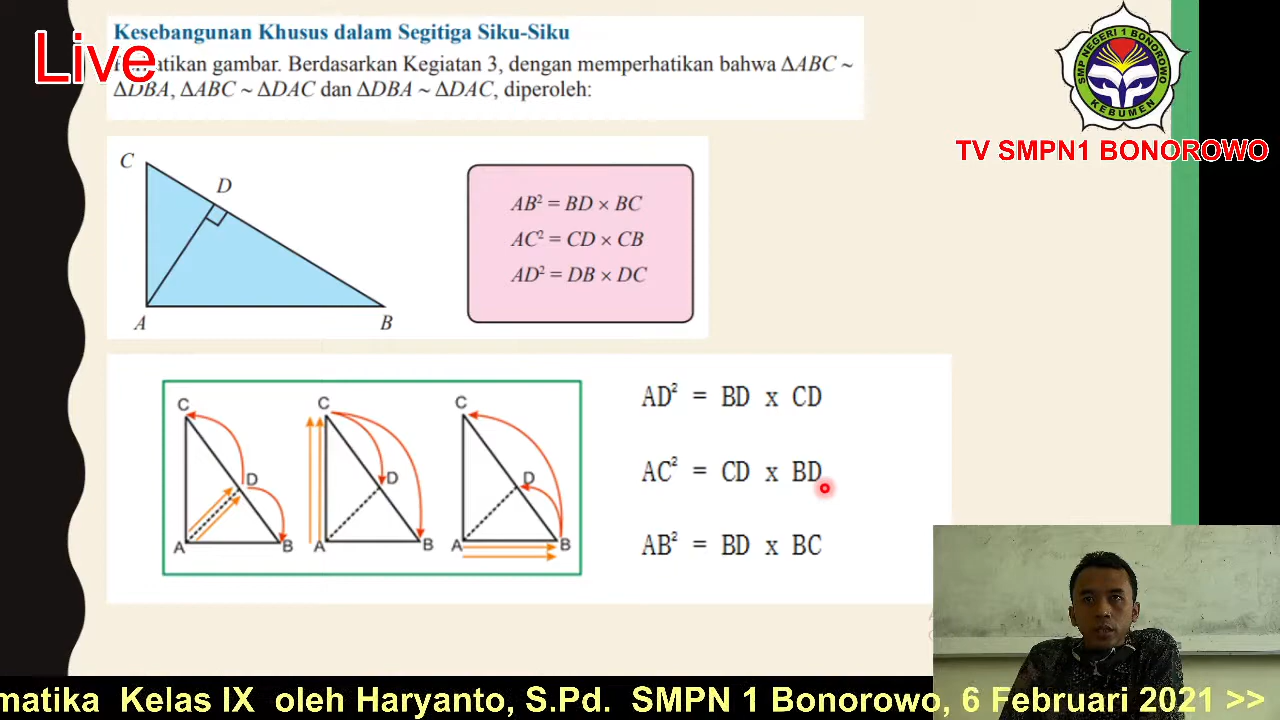 Kesebangunan Khusus dalam Segitiga Siku-Siku
Live
atikan gambar. Berdasarkan Kegiatan 3, dengan memperhatikan bahwa ΔABC ~
ΔDBA, ΔABC ~ ΔDAC dan ΔDBA ~ ΔDAC, diperoleh:
SMP NEGERI 1 BONOROWO
KEBUMEN
TV SMPN1 BONOROWO
C
D
A
B
AB² = BD × BC
AC² = CD × CB
AD² = DB × DC
C
D
A
B
C
D
A
B
C
D
A
B
AD² = BD x CD
AC² = CD x BD
AB² = BD x BC
matika Kelas IX oleh Haryanto, S.Pd. SMPN 1 Bonorowo, 6 Februari 2021 >>